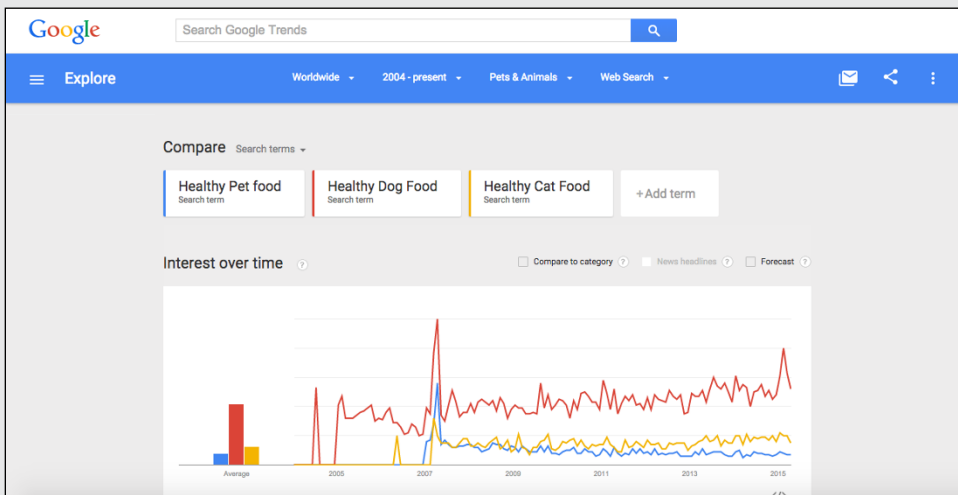 Google Search Google Trends
Explore Worldwide 2004 - present Pets & Animals Web Search
Compare Search terms
Healthy Pet food Healthy Dog Food Healthy Cat Food +Add term
Search term Search term Search term
Interest over time ? Compare to category ? News headlines ? Forecast ?
Average 2005 2007 2009 2011 2013 2015
</>